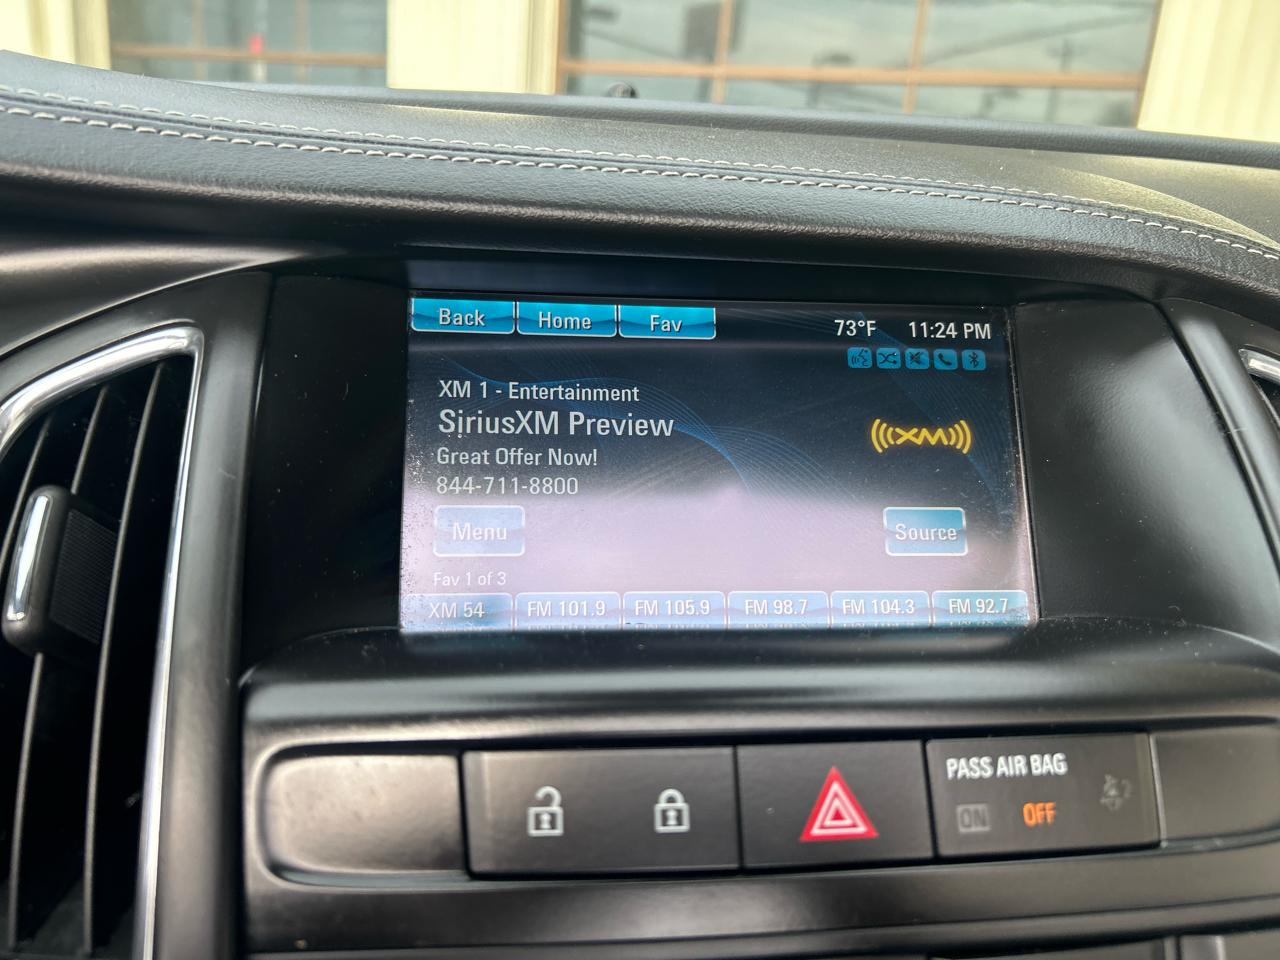 Back Home Fav 73°F 11:24 PM
XM 1 - Entertainment
SiriusXM Preview
((XM))
Great Offer Now!
844-711-8800
Menu Source
Fav 1 of 3
XM 54 FM 101.9 FM 105.9 FM 98.7 FM 104.3 FM 92.7
PASS AIR BAG
ON OFF